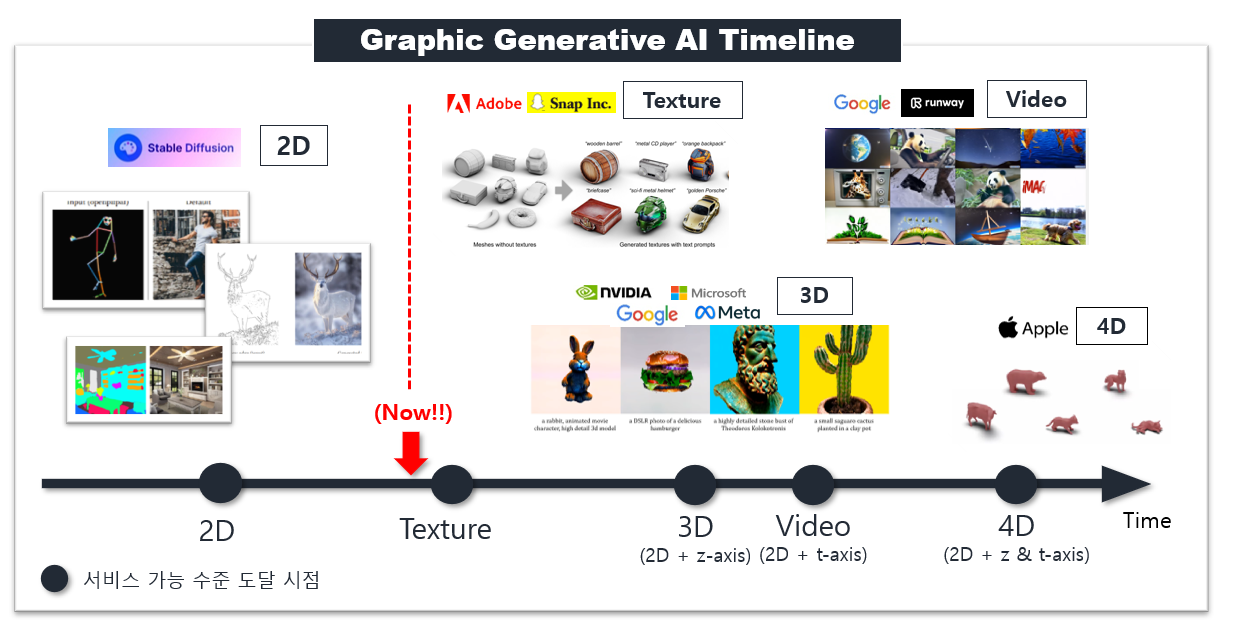 Graphic Generative AI Timeline
Stable Diffusion
2D
Adobe
Snap Inc.
Texture
"wooden barrel"
"metal CD player"
"orange backpack"
"briefcase"
"sci-fi metal helmet"
"golden Porsche"
Meshes without textures
Generated textures with text prompts
Google
runway
Video
NVIDIA
Microsoft
Google
Meta
3D
a rabbit, animated movie
character, high detail 3d model
a DSLR photo of a delicious
hamburger
a highly detailed stone bust of
Theodoros Kolokotronis
a small saguaro cactus
planted in a clay pot
Apple
4D
(Now!!)
2D
Texture
3D
(2D + z-axis)
Video
(2D + t-axis)
4D
(2D + z & t-axis)
Time
서비스 가능 수준 도달 시점